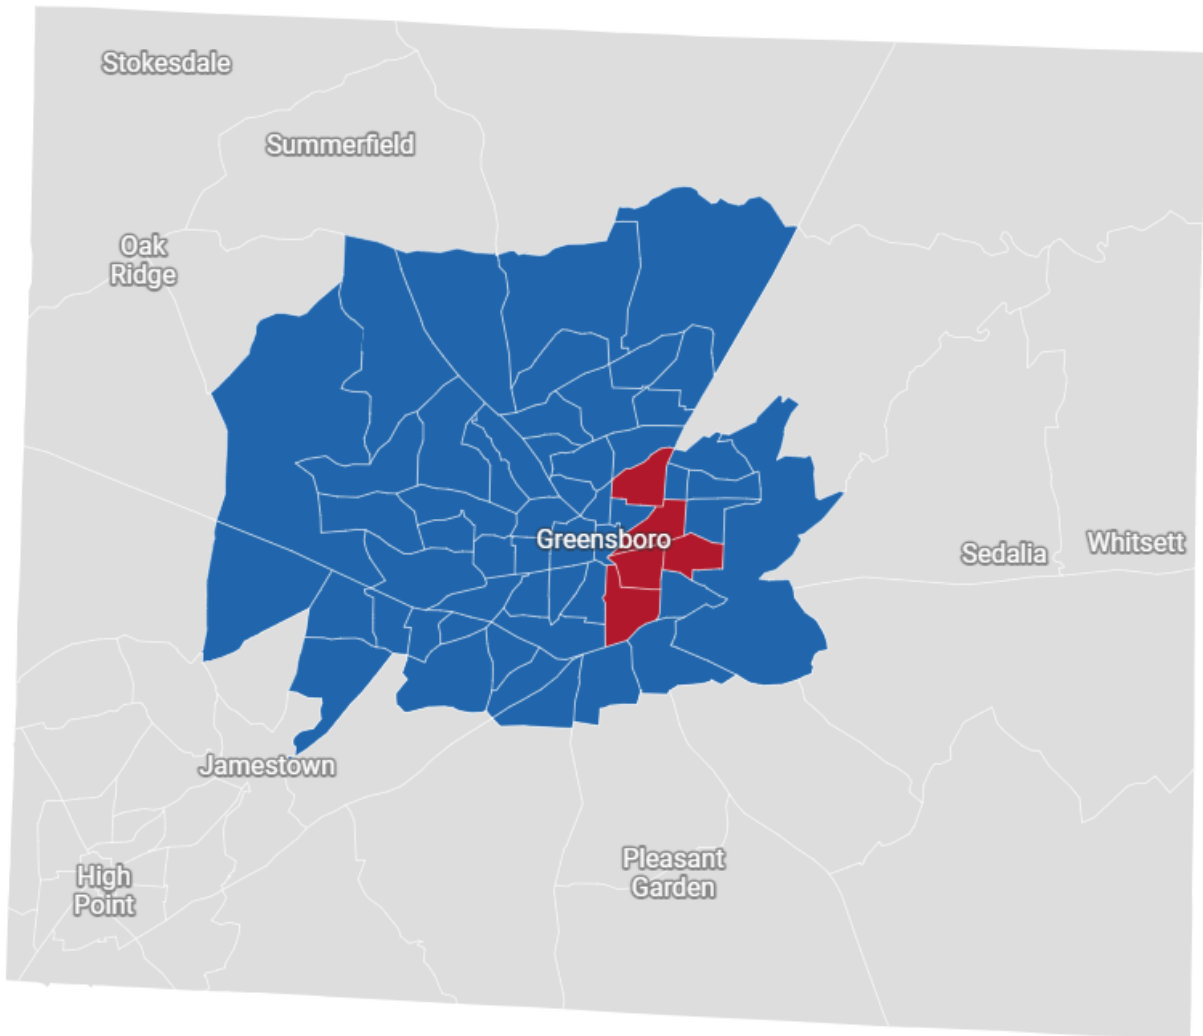 Stokesdale
Summerfield
Oak
Ridge
Greensboro
Whitsett
Sedalia
Jamestown
Pleasant
Garden
High
Point